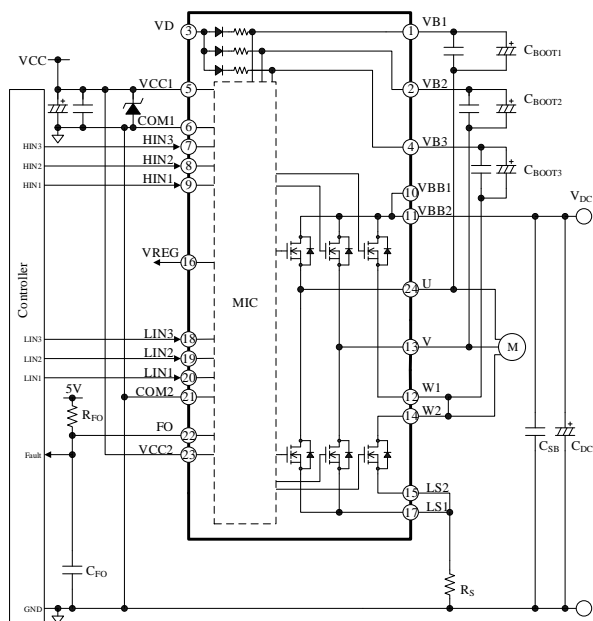 VD
3
1
VB1
C_BOOT1
VCC
VCC1
5
2
VB2
C_BOOT2
COM1
6
HIN3
HIN3
7
4
VB3
HIN2
HIN2
8
HIN1
HIN1
9
C_BOOT3
10
VBB1
V_DC
11
VBB2
VREG
16
MIC
24
U
Controller
LIN3
LIN3
18
13
V
M
LIN2
LIN2
19
LIN1
LIN1
20
5V
COM2
21
12
W1
R_FO
14
W2
FO
22
Fault
VCC2
23
C_SB
C_DC
15
LS2
17
LS1
C_FO
R_S
GND